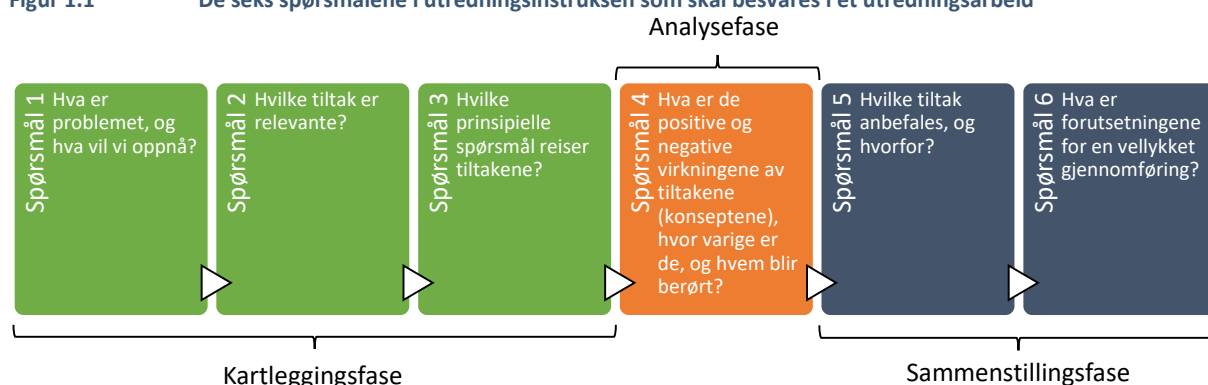 Figur 1.1 De seks spørsmålene i utredningsinstruksen som skal besvares i et utredningsarbeid
Analysefase
Spørsmål 1
Hva er
problemet, og
hva vil vi oppnå?
Spørsmål 2
Hvilke tiltak er
relevante?
Spørsmål 3
Hvilke
prinsipielle
spørsmål reiser
tiltakene?
Spørsmål 4
Hva er de
positive og
negative
virkningene av
tiltakene
(konseptene),
hvor varige er
de, og hvem blir
berørt?
Spørsmål 5
Hvilke tiltak
anbefales, og
hvorfor?
Spørsmål 6
Hva er
forutsetningene
for en vellykket
gjennomføring?
Kartleggingsfase
Sammenstillingsfase